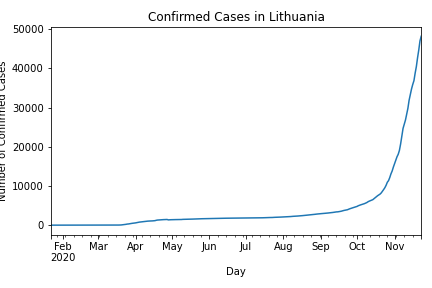 Confirmed Cases in Lithuania
50000
40000
30000
20000
10000
0
Number of Confirmed Cases
Feb Mar Apr May Jun Jul Aug Sep Oct Nov
2020
Day